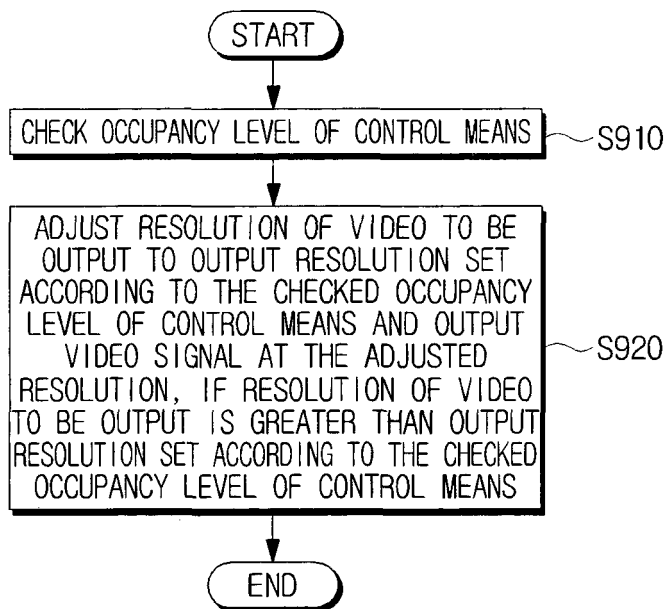 START
CHECK OCCUPANCY LEVEL OF CONTROL MEANS
S910
ADJUST RESOLUTION OF VIDEO TO BE
OUTPUT TO OUTPUT RESOLUTION SET
ACCORDING TO THE CHECKED OCCUPANCY
LEVEL OF CONTROL MEANS AND OUTPUT
VIDEO SIGNAL AT THE ADJUSTED
RESOLUTION, IF RESOLUTION OF VIDEO
TO BE OUTPUT IS GREATER THAN OUTPUT
RESOLUTION SET ACCORDING TO THE CHECKED
OCCUPANCY LEVEL OF CONTROL MEANS
S920
END